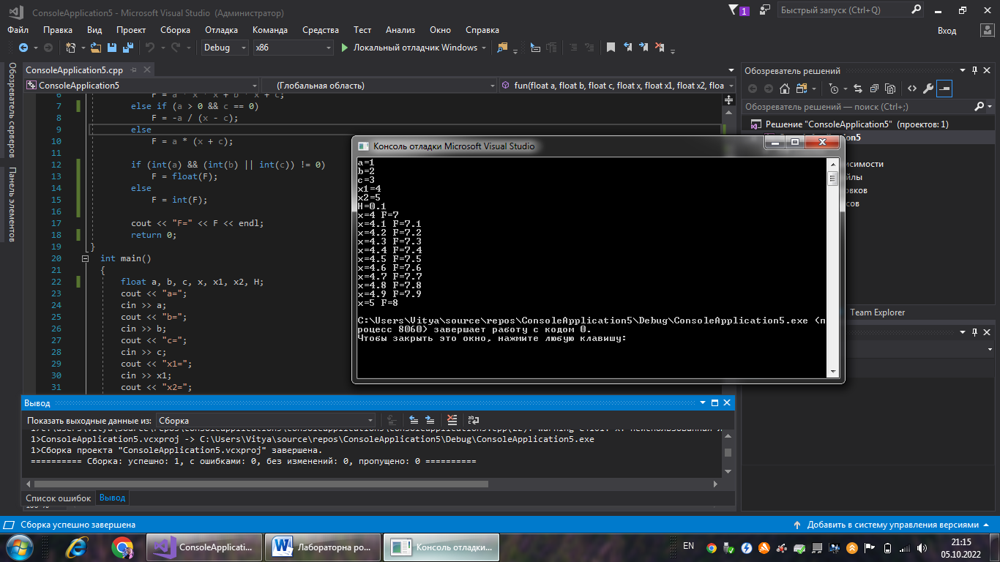 ConsoleApplication5 - Microsoft Visual Studio (Администратор)
1
Быстрый запуск (Ctrl+Q)
Файл Правка Вид Проект Сборка Отладка Команда Средства Тест Анализ Окно Справка
Вход
Debug x86 Локальный отладчик Windows
Обозреватель серверов
Панель элементов
ConsoleApplication5.cpp
ConsoleApplication5 (Глобальная область) fun(float a, float b, float c, float x, float x1, float x2, floa
6 F = a * x * x + b * x + c;
7 else if (a > 0 && c == 0)
8 F = -a / (x - c);
9 else
10 F = a * (x + c);
11
12 if (int(a) && (int(b) || int(c)) != 0)
13 F = float(F);
14 else
15 F = int(F);
16
17 cout << "F=" << F << endl;
18 return 0;
19 }
20 int main()
21 {
22 float a, b, c, x, x1, x2, H;
23 cout << "a=";
24 cin >> a;
25 cout << "b=";
26 cin >> b;
27 cout << "c=";
28 cin >> c;
29 cout << "x1=";
30 cin >> x1;
31 cout << "x2=";
Обозреватель решений
Обозреватель решений — поиск (Ctrl+;)
Решение "ConsoleApplication5" (проектов: 1)
Team Explorer
Консоль отладки Microsoft Visual Studio
a=1
b=2
c=3
x1=4
x2=5
H=0.1
x=4 F=7
x=4.1 F=7.1
x=4.2 F=7.2
x=4.3 F=7.3
x=4.4 F=7.4
x=4.5 F=7.5
x=4.6 F=7.6
x=4.7 F=7.7
x=4.8 F=7.8
x=4.9 F=7.9
x=5 F=8
C:\Users\Vitya\source\repos\ConsoleApplication5\Debug\ConsoleApplication5.exe (п
роцесс 8060) завершает работу с кодом 0.
Чтобы закрыть это окно, нажмите любую клавишу:
Вывод
Показать выходные данные из: Сборка
1>ConsoleApplication5.vcxproj -> C:\Users\Vitya\source\repos\ConsoleApplication5\Debug\ConsoleApplication5.exe
1>Сборка проекта "ConsoleApplication5.vcxproj" завершена.
========== Сборка: успешно: 1, с ошибками: 0, без изменений: 0, пропущено: 0 ==========
Список ошибок Вывод
Сборка успешно завершена
Добавить в систему управления версиями
ConsoleApplicati...
Лабораторна ро...
Консоль отладки...
EN
21:15
05.10.2022